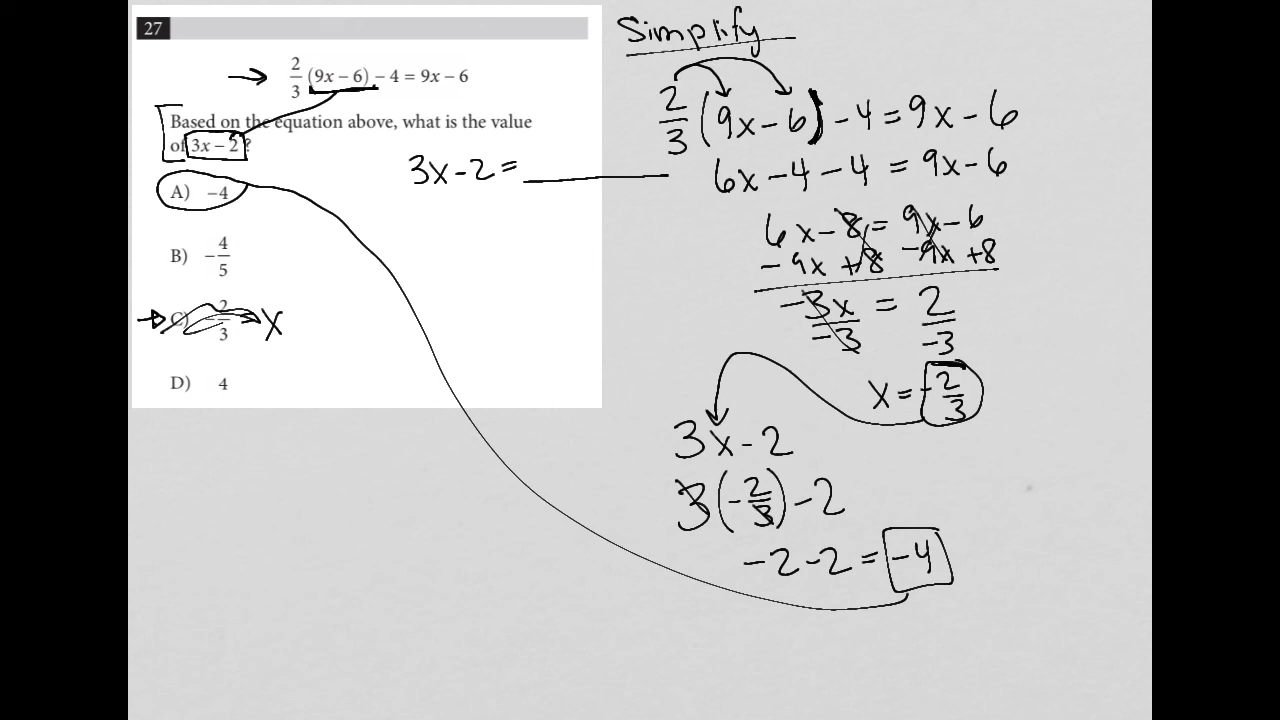 27
2/3 (9x – 6) – 4 = 9x – 6
Based on the equation above, what is the value
of 3x – 2 ?
A) –4
B) –4/5
C) –2/3 X
D) 4
3x-2 =
Simplify
2/3 (9x-6) -4 = 9x-6
6x-4-4 = 9x-6
6x-8 = 9x-6
-9x +8 -9x +8
-3x/-3 = 2/-3
x = -2/3
3x-2
3(-2/3)-2
-2-2 = -4